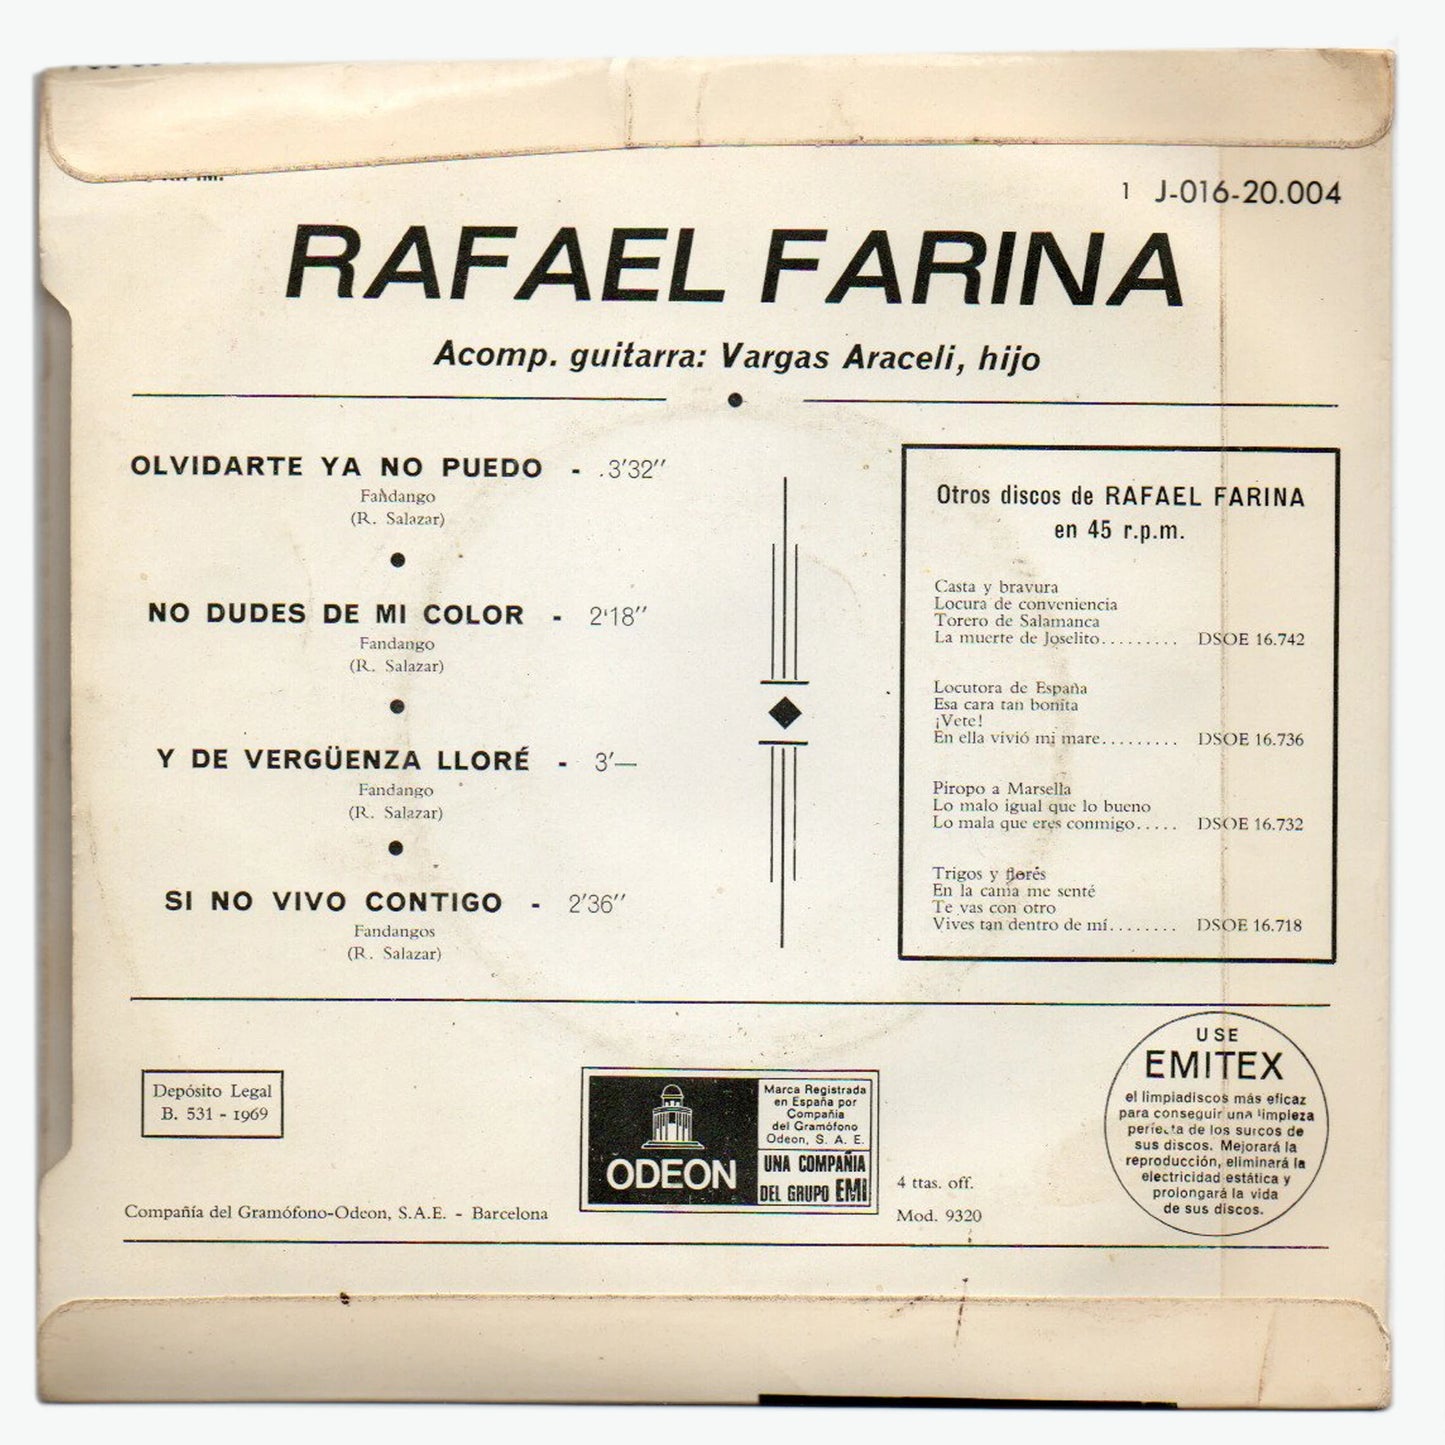 1 J-016-20.004
RAFAEL FARINA
Acomp. guitarra: Vargas Araceli, hijo
OLVIDARTE YA NO PUEDO - 3'32''
Fandango
(R. Salazar)
NO DUDES DE MI COLOR - 2'18''
Fandango
(R. Salazar)
Y DE VERGÜENZA LLORÉ - 3'—
Fandango
(R. Salazar)
SI NO VIVO CONTIGO - 2'36''
Fandangos
(R. Salazar)
Otros discos de RAFAEL FARINA
en 45 r.p.m.
Casta y bravura
Locura de conveniencia
Torero de Salamanca
La muerte de Joselito......... DSOE 16.742
Locutora de España
Esa cara tan bonita
¡Vete!
En ella vivió mi mare......... DSOE 16.736
Piropo a Marsella
Lo malo igual que lo bueno
Lo mala que eres conmigo..... DSOE 16.732
Trigos y florés
En la cama me senté
Te vas con otro
Vives tan dentro de mí........ DSOE 16.718
Depósito Legal
B. 531 - 1969
Compañía del Gramófono-Odeon, S.A.E. - Barcelona
ODEON
Marca Registrada
en España por
Compañía
del Gramófono
Odeon, S. A. E.
UNA COMPAÑIA
DEL GRUPO EMI
4 ttas. off.
Mod. 9320
USE
EMITEX
el limpiadiscos más eficaz
para conseguir una limpieza
perfecta de los surcos de
sus discos. Mejorará la
reproducción, eliminará la
electricidad estática y
prolongará la vida
de sus discos.